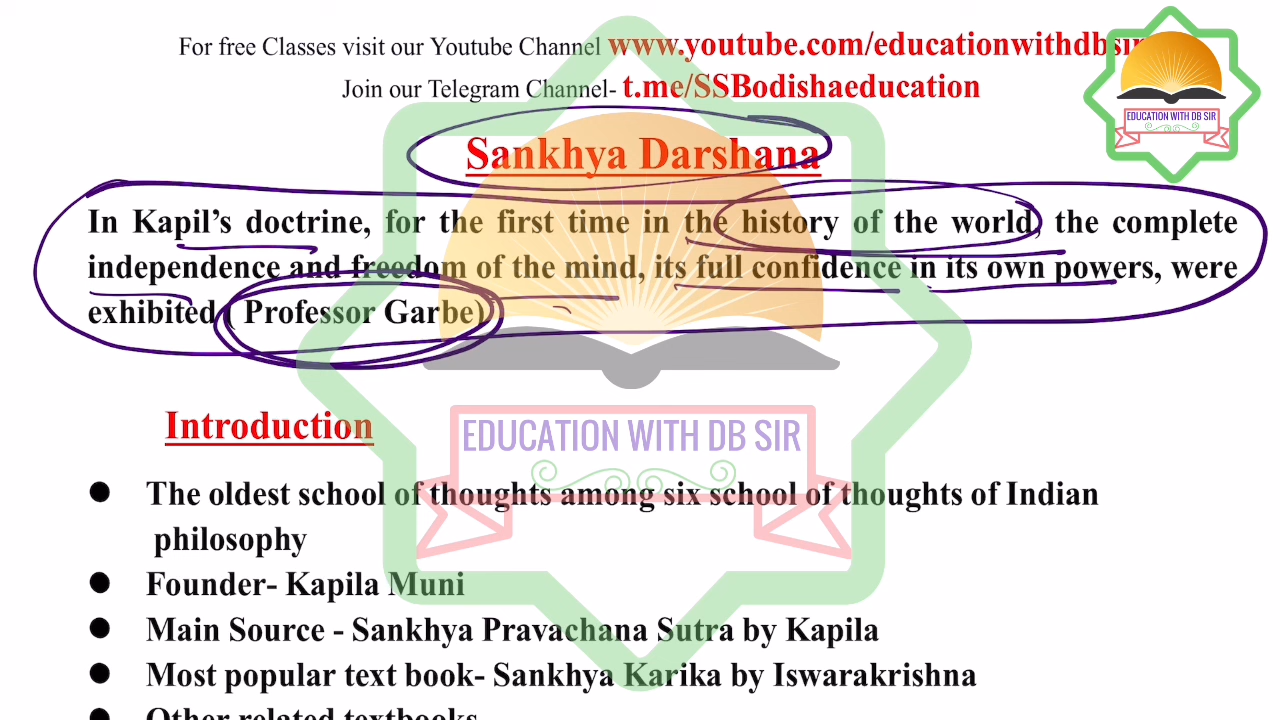 For free Classes visit our Youtube Channel www.youtube.com/educationwithdbsir
Join our Telegram Channel- t.me/SSBodishaeducation
EDUCATION WITH DB SIR
Sankhya Darshana
In Kapil’s doctrine, for the first time in the history of the world, the complete
independence and freedom of the mind, its full confidence in its own powers, were
exhibited ( Professor Garbe)
Introduction
EDUCATION WITH DB SIR
The oldest school of thoughts among six school of thoughts of Indian
philosophy
Founder- Kapila Muni
Main Source - Sankhya Pravachana Sutra by Kapila
Most popular text book- Sankhya Karika by Iswarakrishna
Other related textbooks